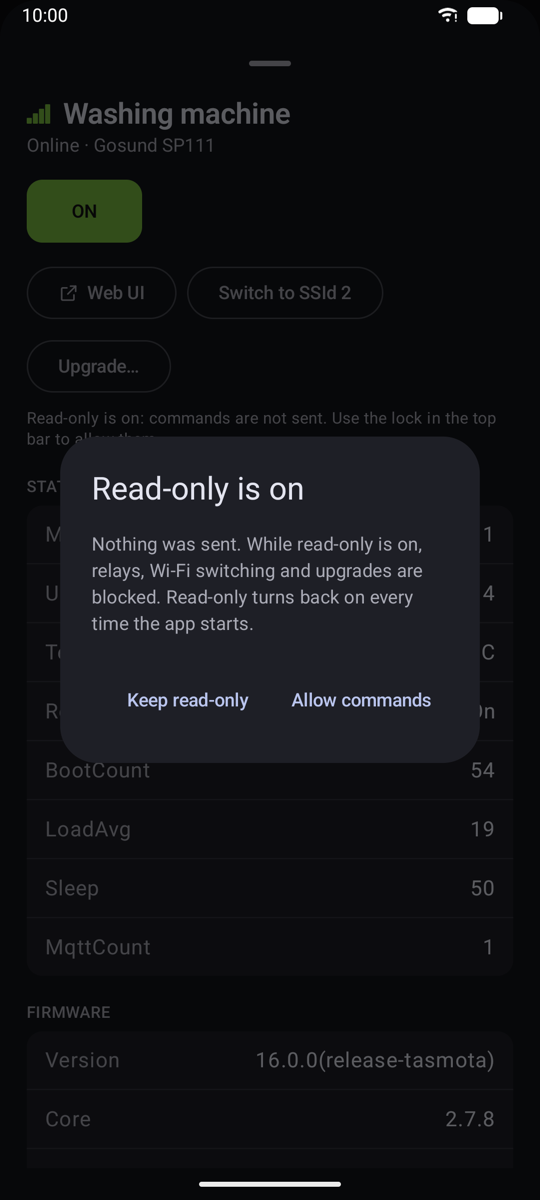 10:00
Washing machine
Online · Gosund SP111
ON
Web UI
Switch to SSId 2
Upgrade…
Read-only is on: commands are not sent. Use the lock in the top
bar to allow them.
Read-only is on
Nothing was sent. While read-only is on,
relays, Wi-Fi switching and upgrades are
blocked. Read-only turns back on every
time the app starts.
Keep read-only
Allow commands
1
4
C
BootCount
54
LoadAvg
19
Sleep
50
MqttCount
1
FIRMWARE
Version
16.0.0(release-tasmota)
Core
2.7.8